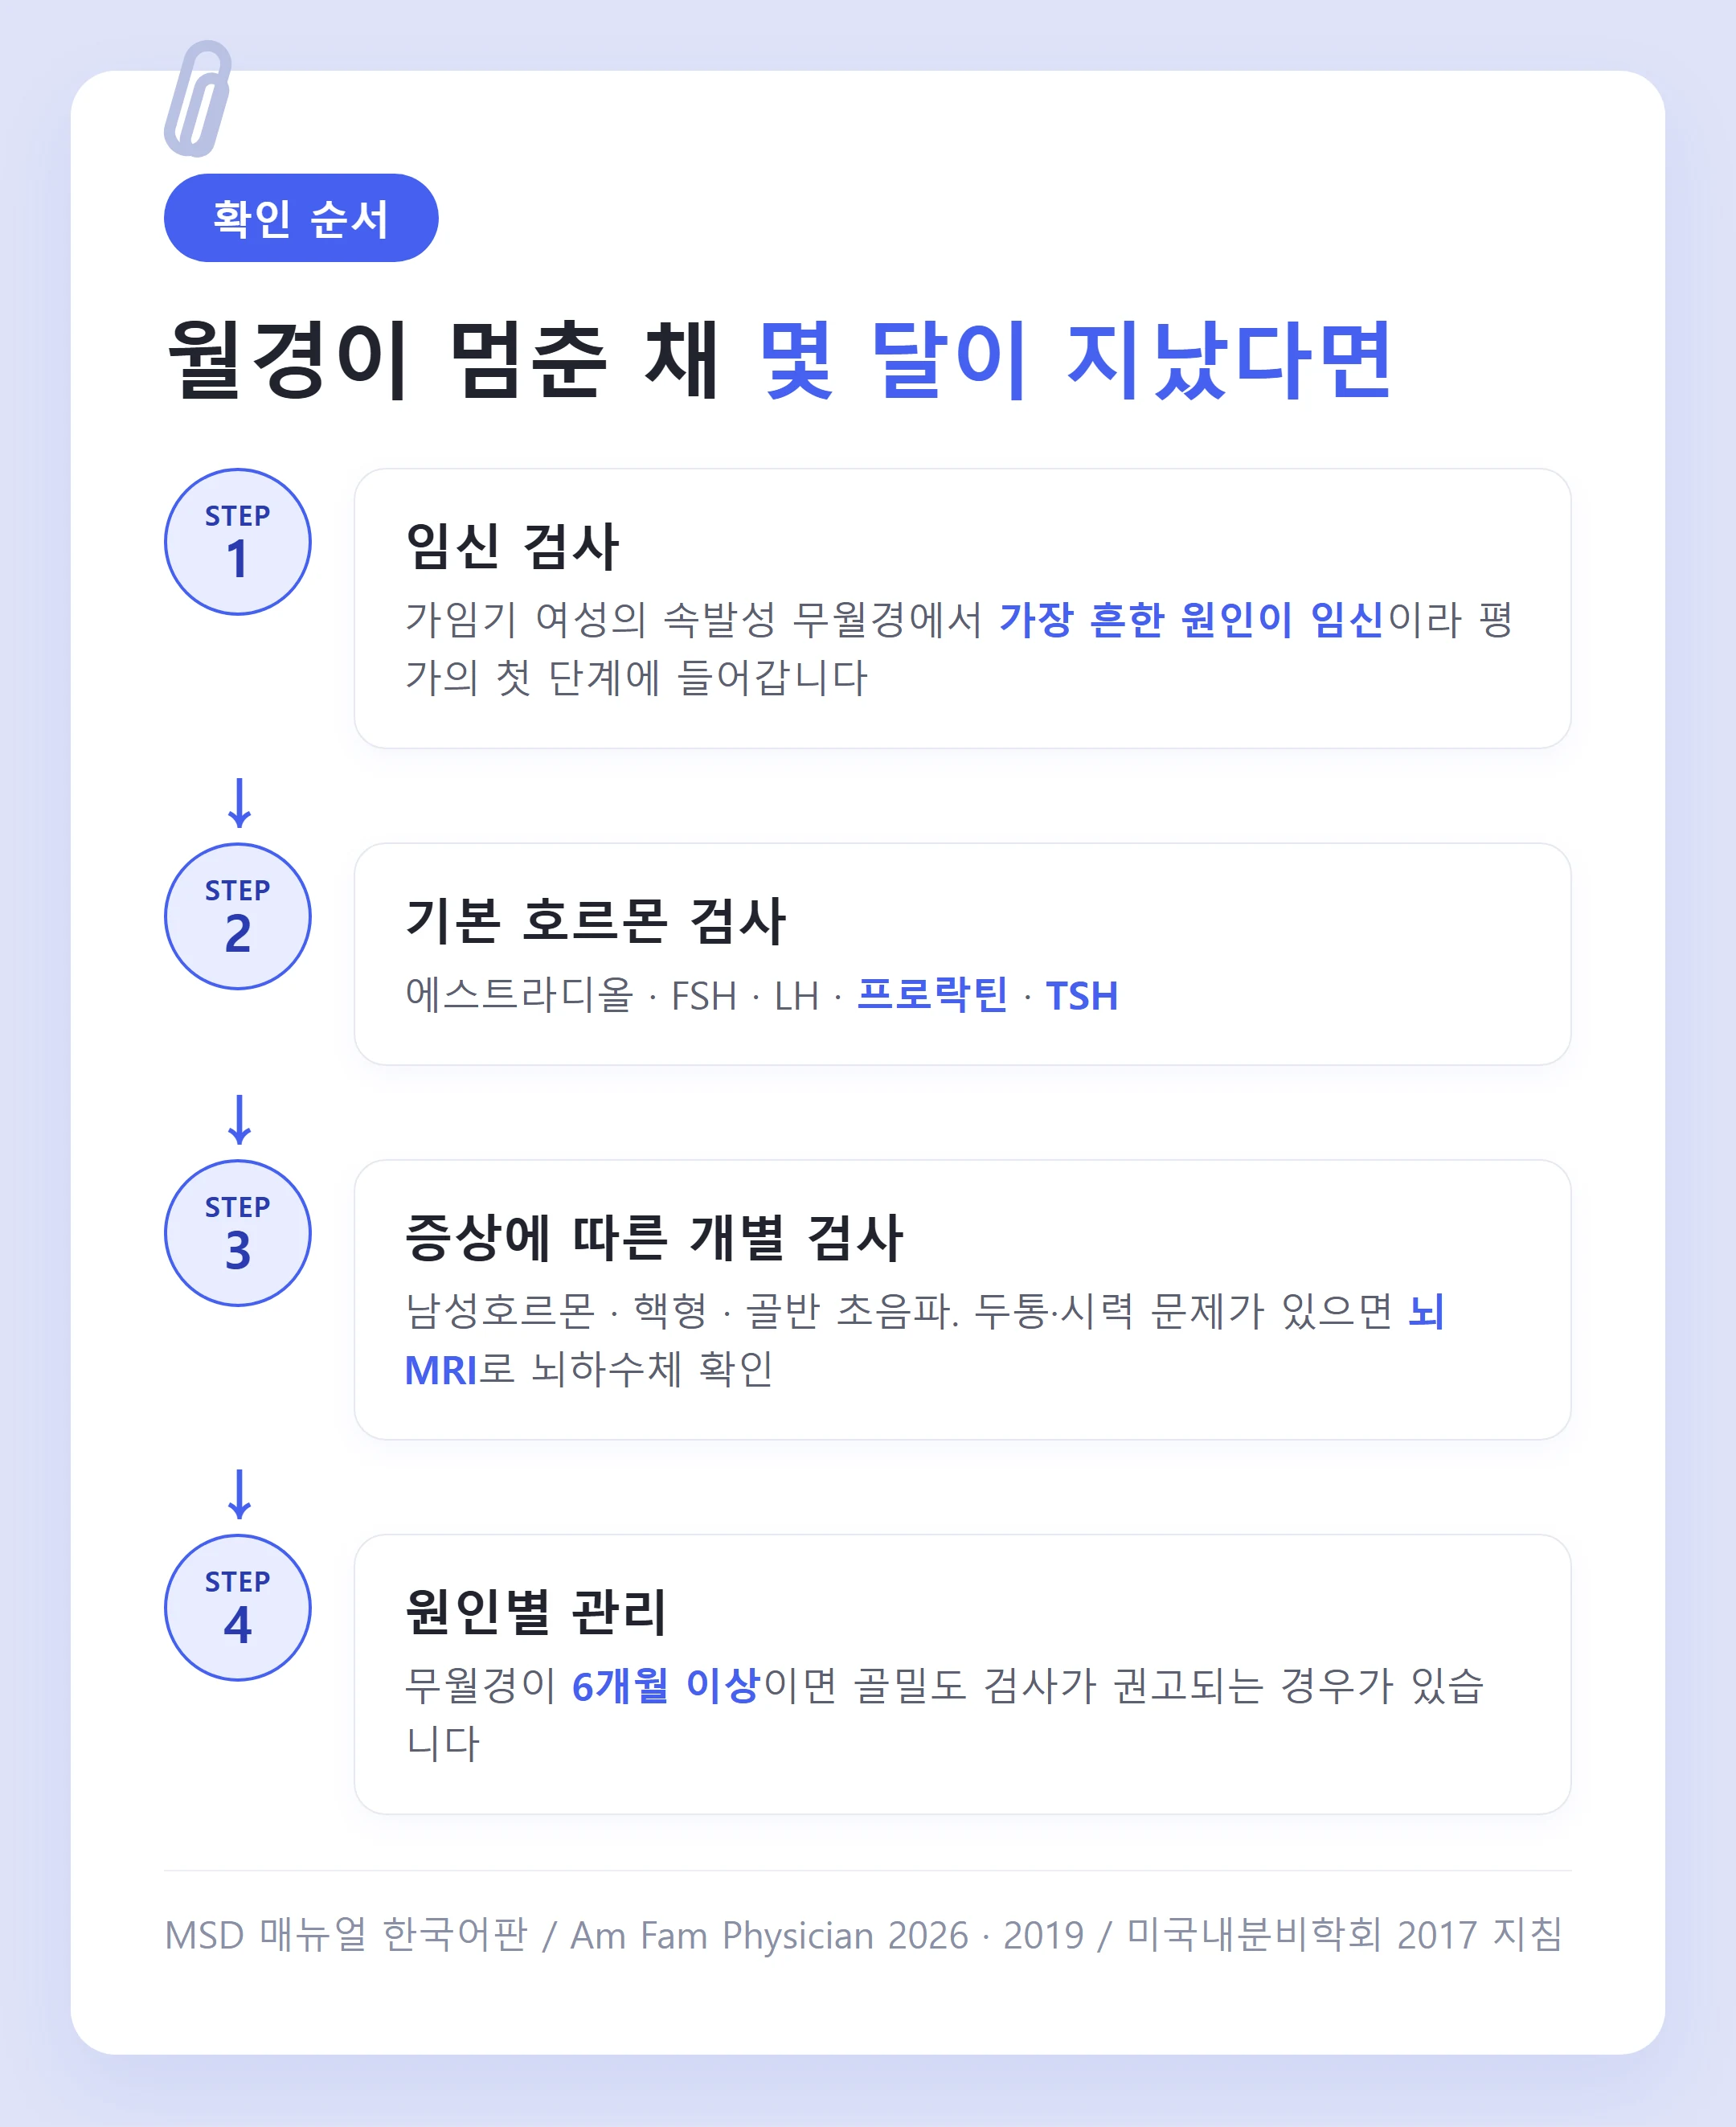 확인 순서
월경이 멈춘 채 몇 달이 지났다면
STEP
1
임신 검사
가임기 여성의 속발성 무월경에서 가장 흔한 원인이 임신이라 평
가의 첫 단계에 들어갑니다
↓
STEP
2
기본 호르몬 검사
에스트라디올 · FSH · LH · 프로락틴 · TSH
↓
STEP
3
증상에 따른 개별 검사
남성호르몬 · 핵형 · 골반 초음파. 두통·시력 문제가 있으면 뇌
MRI로 뇌하수체 확인
↓
STEP
4
원인별 관리
무월경이 6개월 이상이면 골밀도 검사가 권고되는 경우가 있습
니다
MSD 매뉴얼 한국어판 / Am Fam Physician 2026 · 2019 / 미국내분비학회 2017 지침